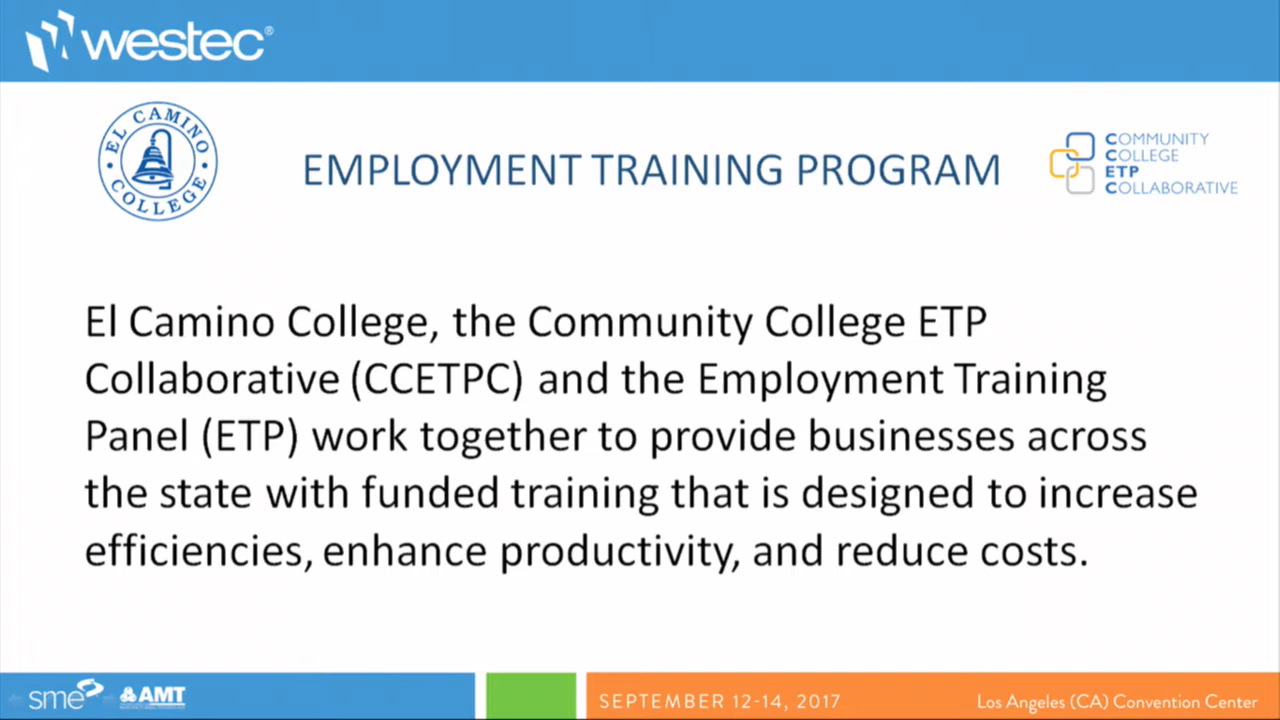 westec®
EL CAMINO
COLLEGE
EMPLOYMENT TRAINING PROGRAM
COMMUNITY
COLLEGE
ETP
COLLABORATIVE
El Camino College, the Community College ETP
Collaborative (CCETPC) and the Employment Training
Panel (ETP) work together to provide businesses across
the state with funded training that is designed to increase
efficiencies, enhance productivity, and reduce costs.
sme
&AMT
SEPTEMBER 12-14, 2017
Los Angeles (CA) Convention Center